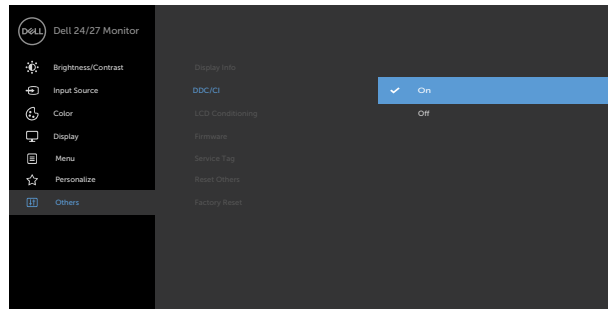 DELL Dell 24/27 Monitor
Brightness/Contrast Display Info
Input Source DDC/CI On
Color LCD Conditioning Off
Display Firmware
Menu Service Tag
Personalize Reset Others
Others Factory Reset